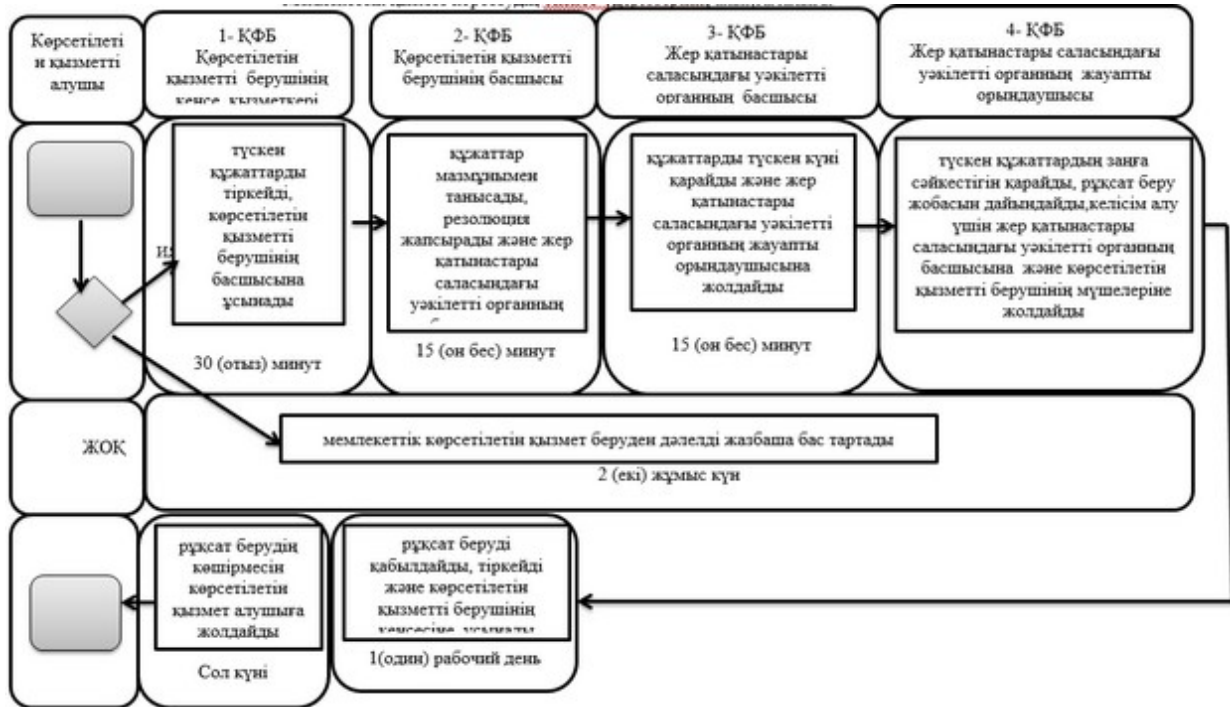 Көрсетілеті
н қызметті
алушы
1- ҚФБ
Көрсетілетін
қызметті берушінің
кеңсе қызметкері
2- ҚФБ
Көрсетілетін қызметті
берушінің басшысы
3- ҚФБ
Жер қатынастары
саласындағы уәкілетті
органның басшысы
4- ҚФБ
Жер қатынастары саласындағы
уәкілетті органның жауапты
орындаушысы
түскен
құжаттарды
тіркейді,
көрсетілетін
қызметті
берушінің
басшысына
ұсынады
30 (отыз) минут
құжаттар
мазмұнымен
танысады,
резолюция
жапсырады және жер
қатынастары
саласындағы
уәкілетті органның
15 (он бес) минут
құжаттарды түскен күні
қарайды және жер
қатынастары
саласындағы уәкілетті
органның жауапты
орындаушысына
жолдайды
15 (он бес) минут
түскен құжаттардың заңға
сәйкестігін қарайды, рұқсат беру
жобасын дайындайды,келісім алу
үшін жер қатынастары
саласындағы уәкілетті органның
басшысына және көрсетілетін
қызметті берушінің мүшелеріне
жолдайды
ЖОҚ
мемлекеттік көрсетілетін қызмет беруден дәлелді жазбаша бас тартады
2 (екі) жұмыс күн
рұқсат берудің
көшірмесін
көрсетілетін
қызмет алушыға
жолдайды
Сол күні
рұқсат беруді
қабылдайды, тіркейді
және көрсетілетін
қызметті берушінің
кеңсесіне ұсынады
1(один) рабочий день